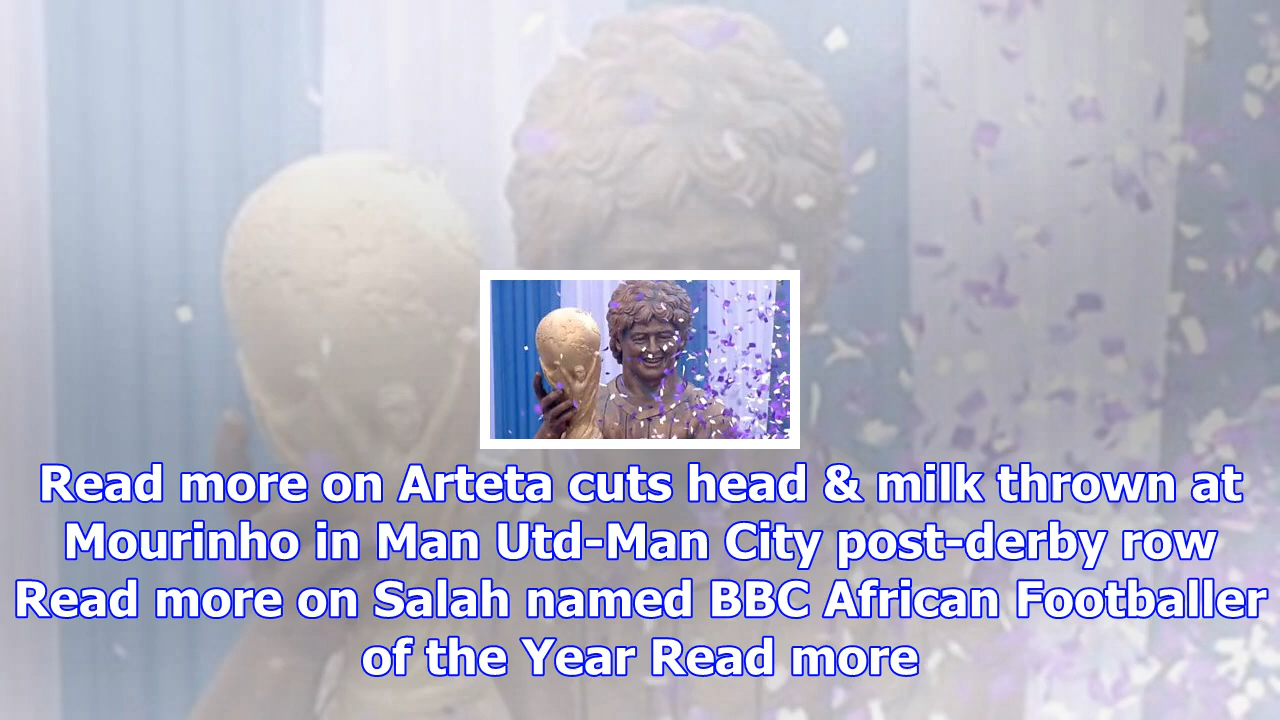 Read more on Arteta cuts head & milk thrown at
Mourinho in Man Utd-Man City post-derby row
Read more on Salah named BBC African Footballer
of the Year Read more